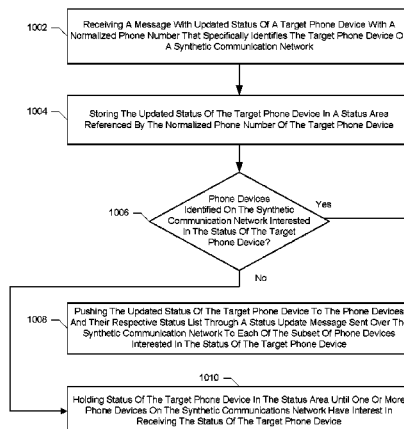 1002
Receiving A Message With Updated Status Of A Target Phone Device With A
Normalized Phone Number That Specifically Identifies The Target Phone Device O
A Synthetic Communication Network
1004
Storing The Updated Status Of The Target Phone Device In A Status Area
Referenced By The Normalized Phone Number Of The Target Phone Device
1006
Phone Devices
Identified On The Synthetic
Communication Network Interested
In The Status Of The Target
Phone Device?
Yes
No
1008
Pushing The Updated Status Of The Target Phone Device To The Phone Devices
And Their Respective Status List Through A Status Update Message Sent Over The
Synthetic Communication Network To Each Of The Subset Of Phone Devices
Interested In The Status Of The Target Phone Device
1010
Holding Status Of The Target Phone Device In The Status Area Until One Or More
Phone Devices On The Synthetic Communications Network Have Interest In
Receiving The Status Of The Target Phone Device